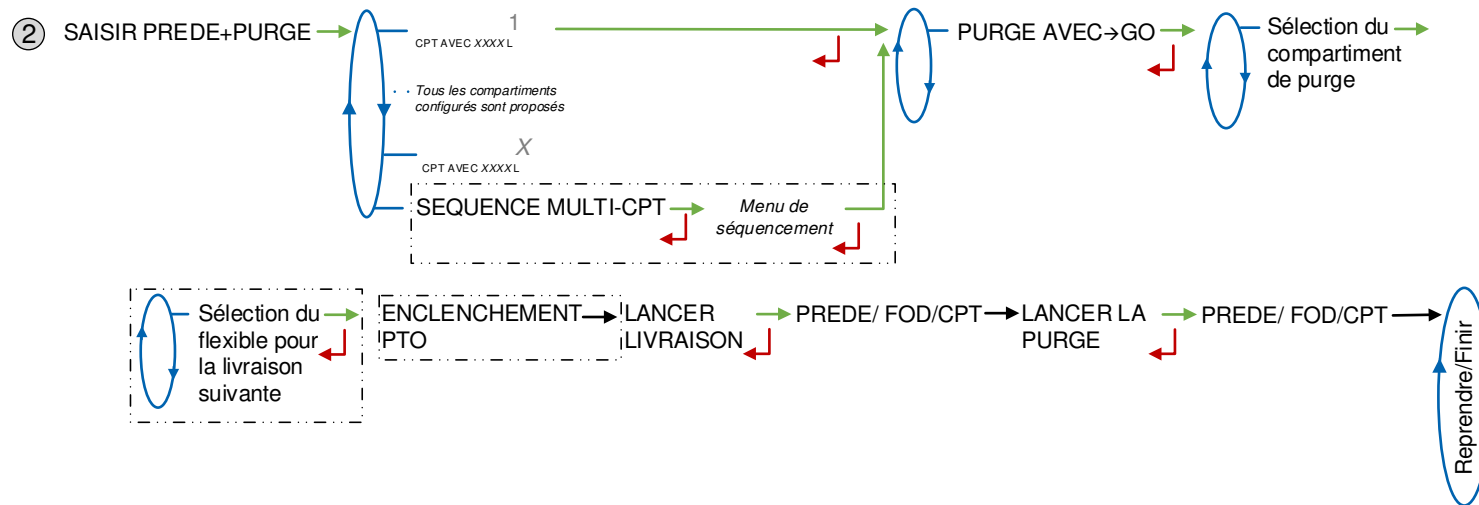 2 SAISIR PREDE+PURGE
1
CPT AVEC XXXX L
Tous les compartiments
configurés sont proposés
X
CPT AVEC XXXX L
SEQUENCE MULTI-CPT
Menu de
séquencement
PURGE AVEC→GO
Sélection du
compartiment
de purge
Sélection du
flexible pour
la livraison
suivante
ENCLENCHEMENT
PTO
LANCER
LIVRAISON
PREDE/ FOD/CPT
LANCER LA
PURGE
PREDE/ FOD/CPT
Reprendre/Finir